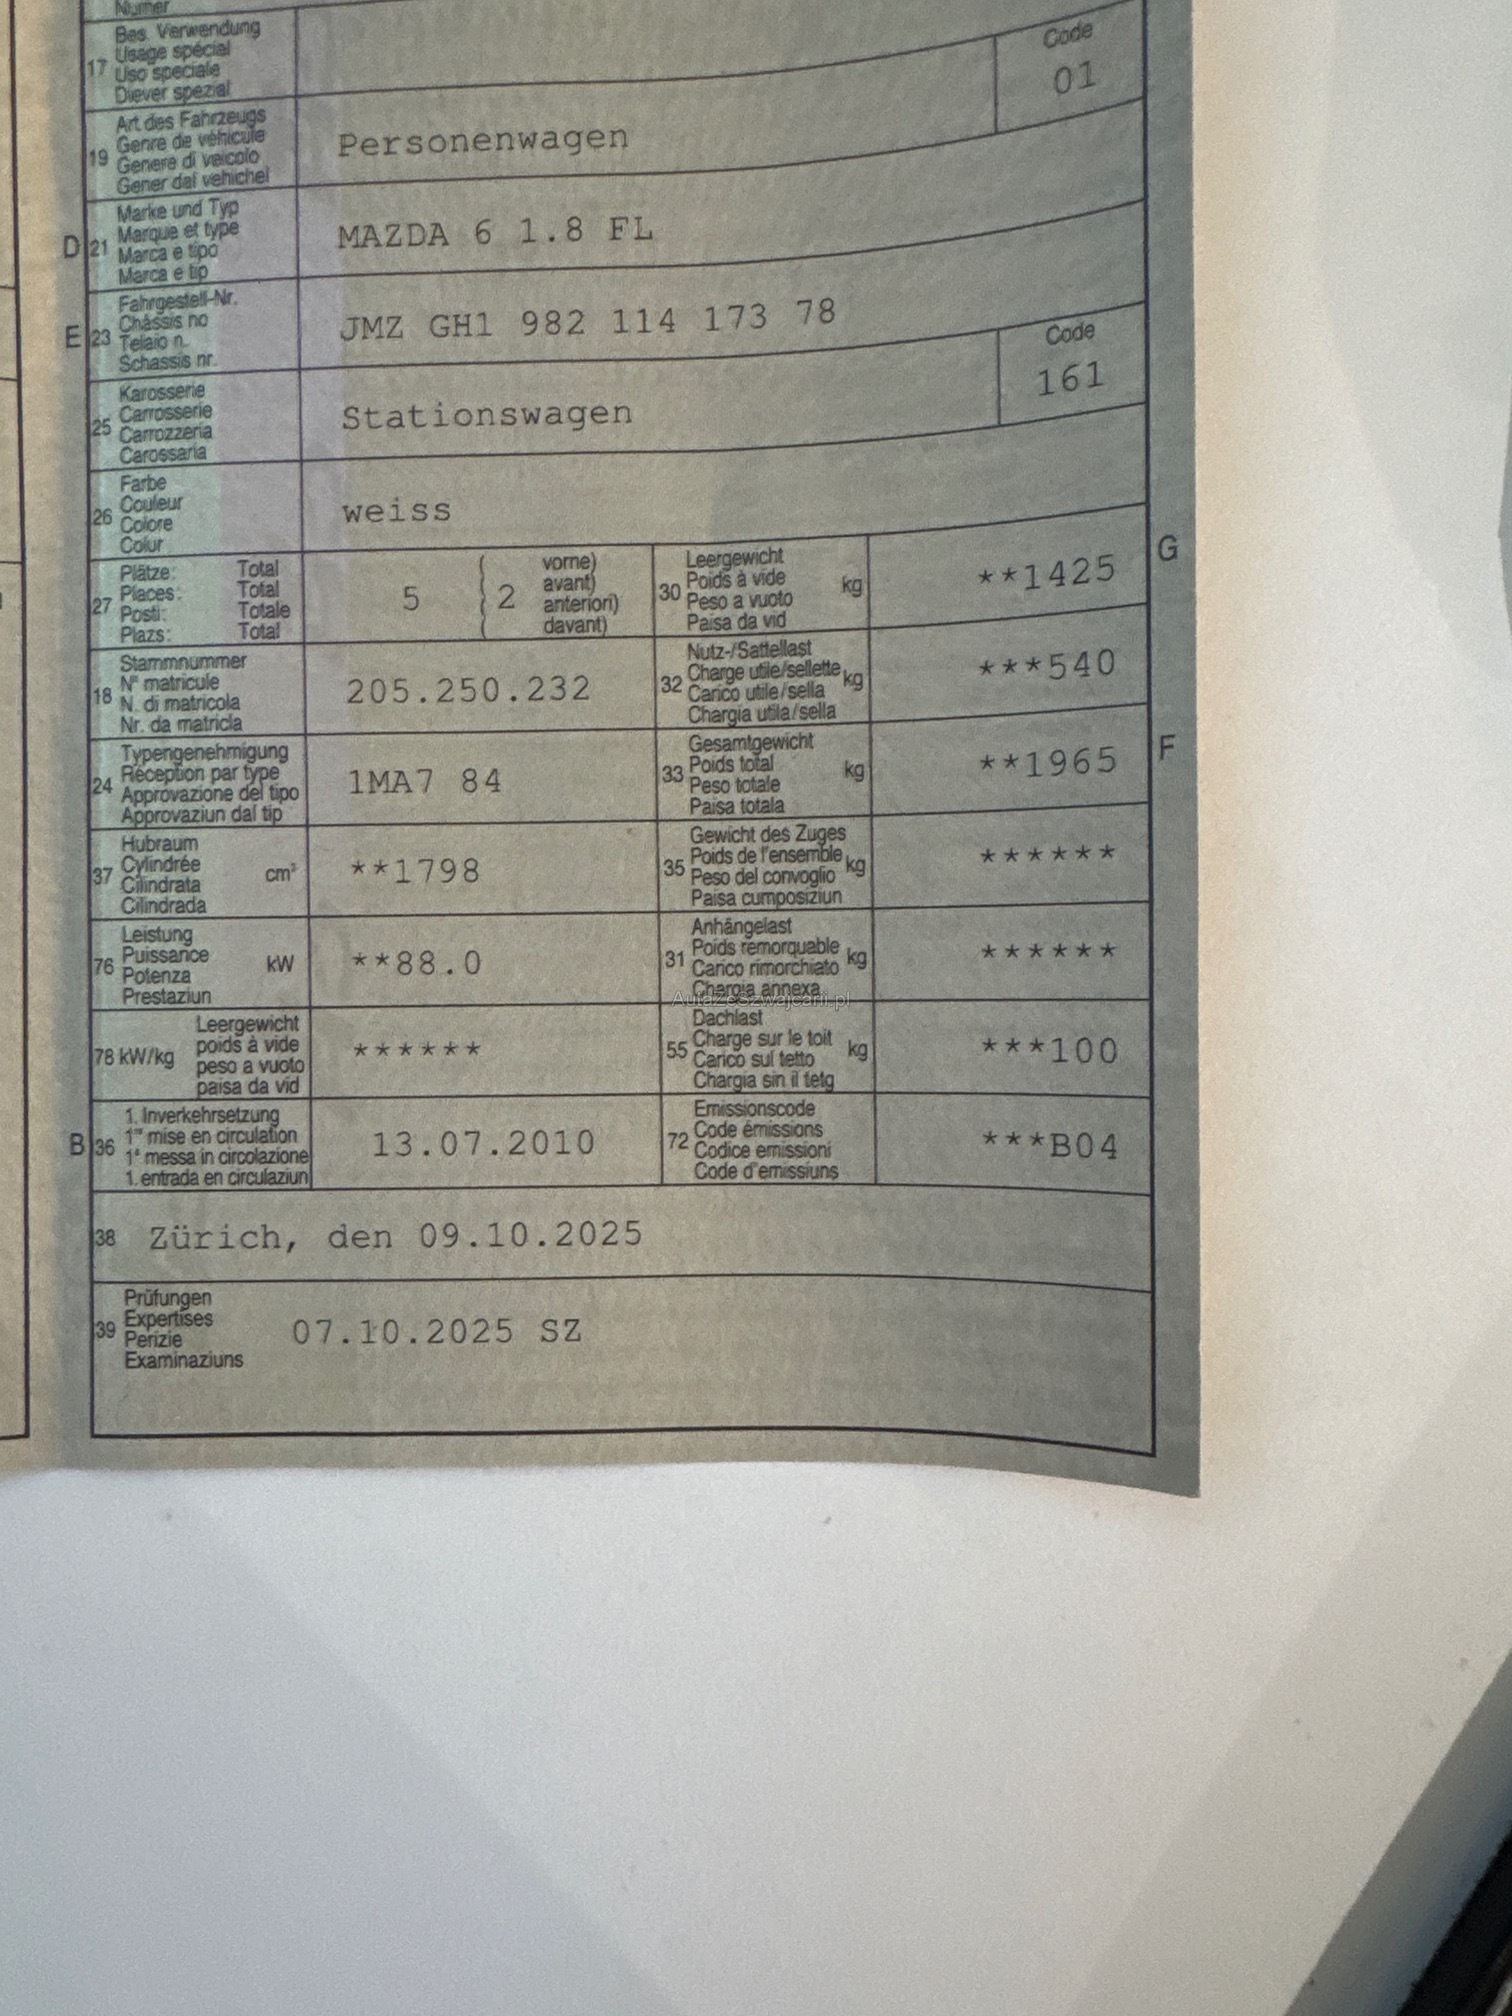 Numer
17 Bes. Verwendung
Usage spécial
Uso speciale
Diever spezial
Code
01
19 Art des Fahrzeugs
Genre de véhicule
Genere di veicolo
Gener dal vehichel
Personenwagen
D 21 Marke und Typ
Marque et type
Marca e tipo
Marca e tip
MAZDA 6 1.8 FL
E 23 Fahrgestell-Nr.
Châssis no
Telaio n.
Schassis nr.
JMZ GH1 982 114 173 78
25 Karosserie
Carrosserie
Carrozzeria
Carossaria
Stationswagen
Code
161
26 Farbe
Couleur
Colore
Colur
weiss
27 Plätze: Total
Places: Total
Posti: Totale
Plazs: Total
5 2 vorne)
avant)
anteriori)
davant)
30 Leergewicht
Poids à vide
Peso a vuoto
Paisa da vid
kg **1425 G
18 Stammnummer
N° matricule
N. di matricola
Nr. da matricla
205.250.232
32 Nutz-/Sattellast
Charge utile/sellette
Carico utile/sella
Chargia utila/sella
kg ***540
24 Typengenehmigung
Réception par type
Approvazione del tipo
Approvaziun dal tip
1MA7 84
33 Gesamtgewicht
Poids total
Peso totale
Paisa totala
kg **1965 F
37 Hubraum
Cylindrée
Cilindrata
Cilindrada
cm³ **1798
35 Gewicht des Zuges
Poids de l'ensemble
Peso del convoglio
Paisa cumposiziun
kg ******
76 Leistung
Puissance
Potenza
Prestaziun
kW **88.0
31 Anhängelast
Poids remorquable
Carico rimorchiato
Chargia annexa
kg ******
AutazeSzwajcarii.pl
78 kW/kg Leergewicht
poids à vide
peso a vuoto
paisa da vid
******
55 Dachlast
Charge sur le toit
Carico sul tetto
Chargia sin il tetg
kg ***100
B 36 1. Inverkehrsetzung
1re mise en circulation
1a messa in circolazione
1. entrada en circulaziun
13.07.2010
72 Emissionscode
Code émissions
Codice emissioni
Code d'emissiuns
***B04
38 Zürich, den 09.10.2025
39 Prüfungen
Expertises
Perizie
Examinaziuns
07.10.2025 SZ